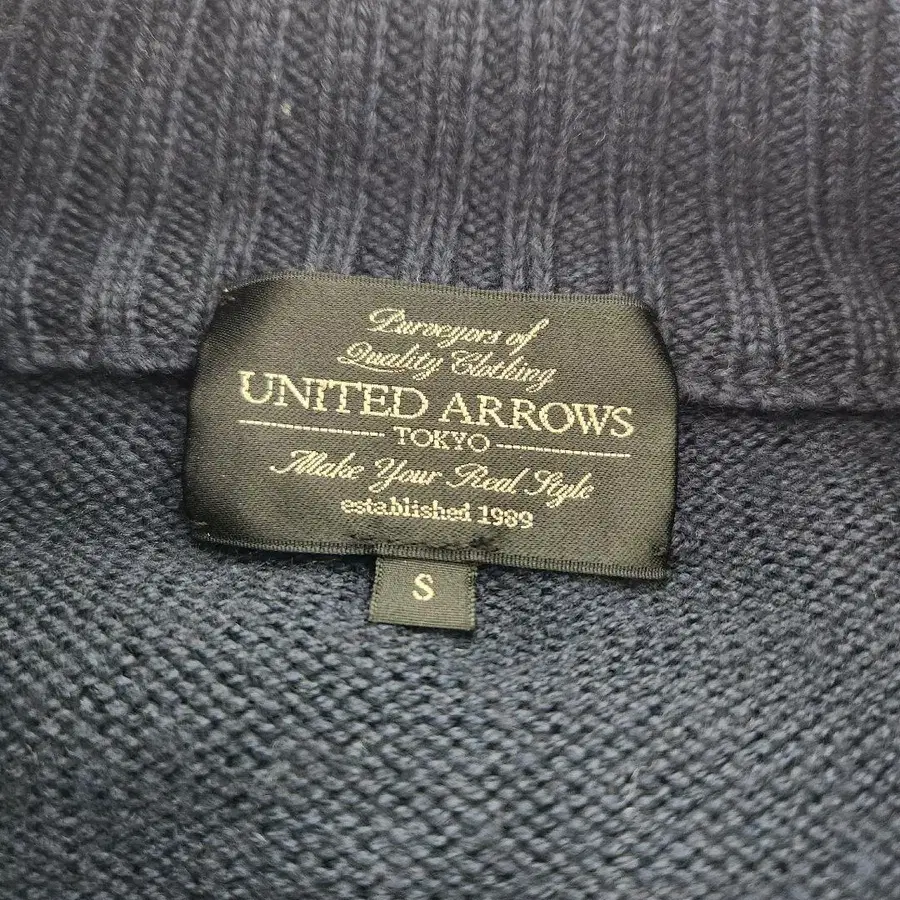 Purveyors of
Quality Clothing
UNITED ARROWS
TOKYO
Make Your Real Style
established 1989
S